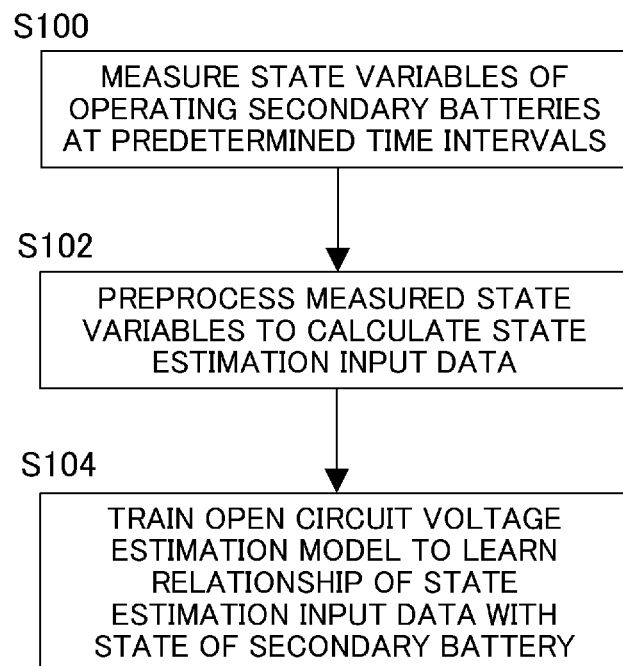 S100
MEASURE STATE VARIABLES OF
OPERATING SECONDARY BATTERIES
AT PREDETERMINED TIME INTERVALS
S102
PREPROCESS MEASURED STATE
VARIABLES TO CALCULATE STATE
ESTIMATION INPUT DATA
S104
TRAIN OPEN CIRCUIT VOLTAGE
ESTIMATION MODEL TO LEARN
RELATIONSHIP OF STATE
ESTIMATION INPUT DATA WITH
STATE OF SECONDARY BATTERY